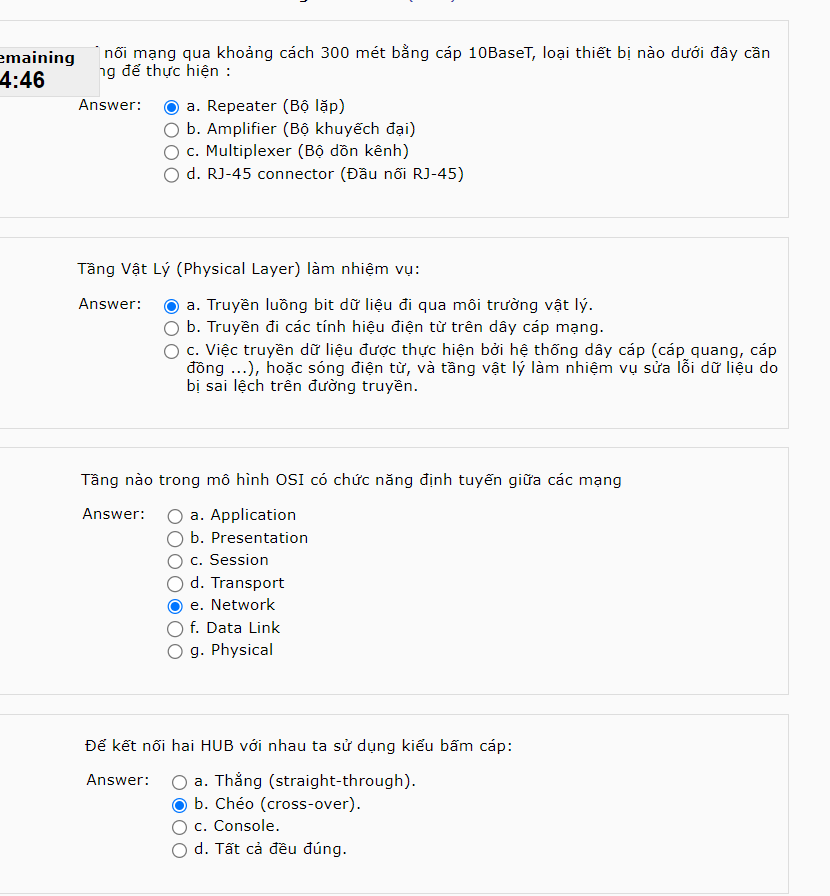 nối mạng qua khoảng cách 300 mét bằng cáp 10BaseT, loại thiết bị nào dưới đây cần
emaining
ng để thực hiện :
4:46
Answer:
a. Repeater (Bộ lặp)
b. Amplifier (Bộ khuyếch đại)
c. Multiplexer (Bộ dồn kênh)
d. RJ-45 connector (Đầu nối RJ-45)
Tầng Vật Lý (Physical Layer) làm nhiệm vụ:
Answer:
a. Truyền luồng bit dữ liệu đi qua môi trường vật lý.
b. Truyền đi các tính hiệu điện từ trên dây cáp mạng.
c. Việc truyền dữ liệu được thực hiện bởi hệ thống dây cáp (cáp quang, cáp
đồng ...), hoặc sóng điện từ, và tầng vật lý làm nhiệm vụ sửa lỗi dữ liệu do
bị sai lệch trên đường truyền.
Tầng nào trong mô hình OSI có chức năng định tuyến giữa các mạng
Answer:
a. Application
b. Presentation
c. Session
d. Transport
e. Network
f. Data Link
g. Physical
Để kết nối hai HUB với nhau ta sử dụng kiểu bấm cáp:
Answer:
a. Thẳng (straight-through).
b. Chéo (cross-over).
c. Console.
d. Tất cả đều đúng.